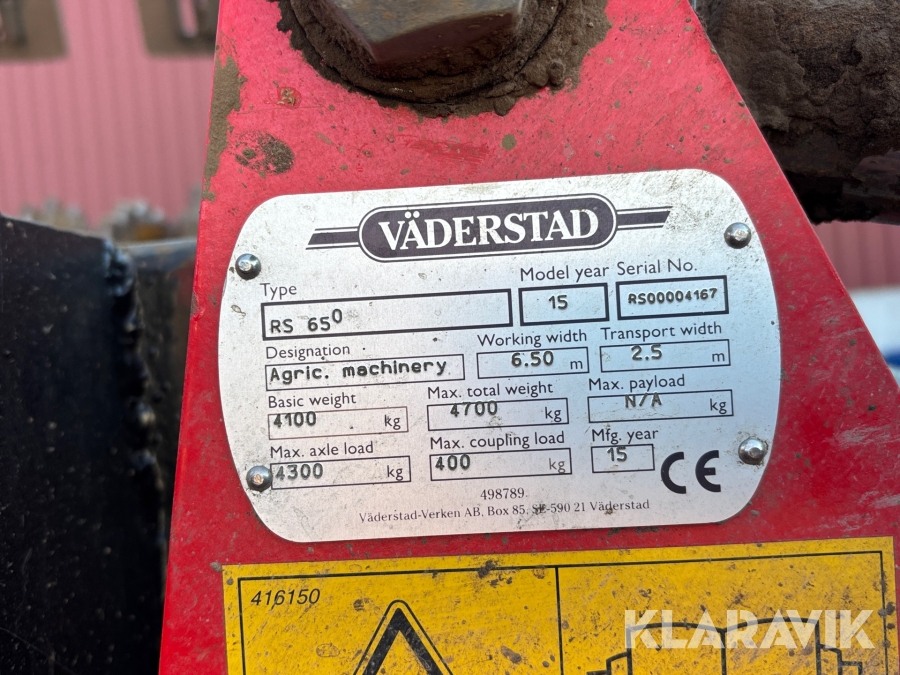 VÄDERSTAD
Type
Model year Serial No.
RS 650
15
RS00004167
Designation
Working width
Transport width
Agric. machinery
6.50 m
2.5 m
Basic weight
Max. total weight
Max. payload
4100 kg
4700 kg
N/A kg
Max. axle load
Max. coupling load
Mfg. year
4300 kg
400 kg
15
CE
498789.
Väderstad-Verken AB, Box 85, SE-590 21 Väderstad
416150
KLARAVIK